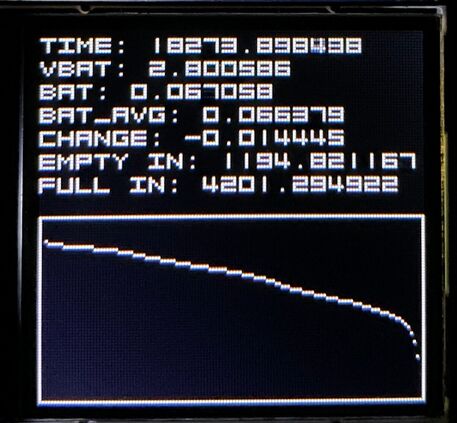 TIME: 18273.898498
VBAT: 2.800586
BAT: 0.067058
BAT_AVG: 0.066379
CHANGE: -0.014445
EMPTY IN: 1194.821167
FULL IN: 4201.294922